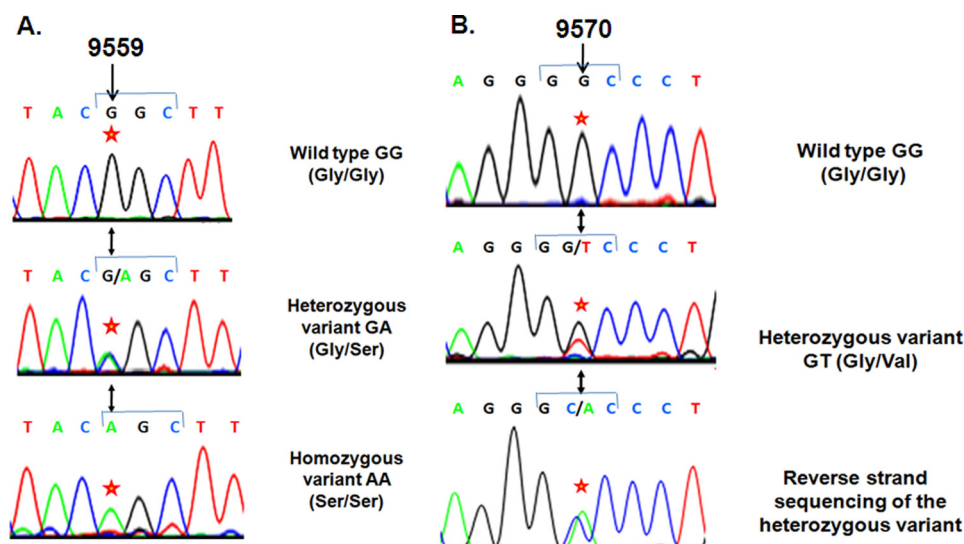 A.
9559
T A C G G C T T
Wild type GG
(Gly/Gly)
T A C G/A G C T T
Heterozygous
variant GA
(Gly/Ser)
T A C A G C T T
Homozygous
variant AA
(Ser/Ser)
B.
9570
A G G G G C C C T
Wild type GG
(Gly/Gly)
A G G G G/T C C C T
Heterozygous variant
GT (Gly/Val)
A G G G C/A C C C T
Reverse strand
sequencing of the
heterozygous variant